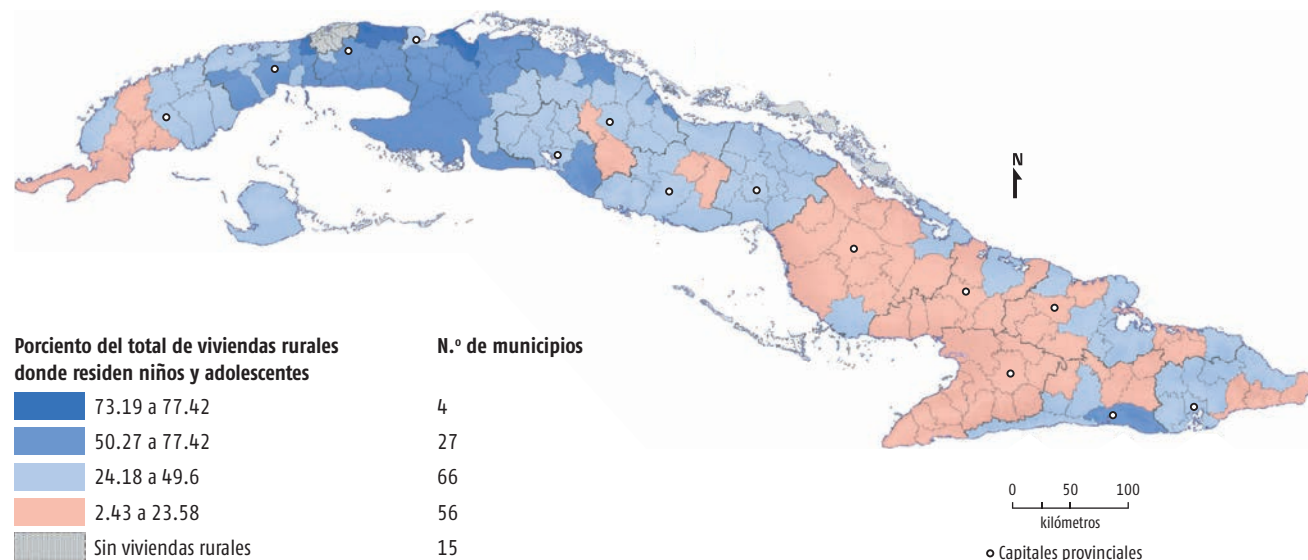 N
Porciento del total de viviendas rurales
donde residen niños y adolescentes
N.º de municipios
73.19 a 77.42 4
50.27 a 77.42 27
24.18 a 49.6 66
2.43 a 23.58 56
Sin viviendas rurales 15
0 50 100
kilómetros
Capitales provinciales